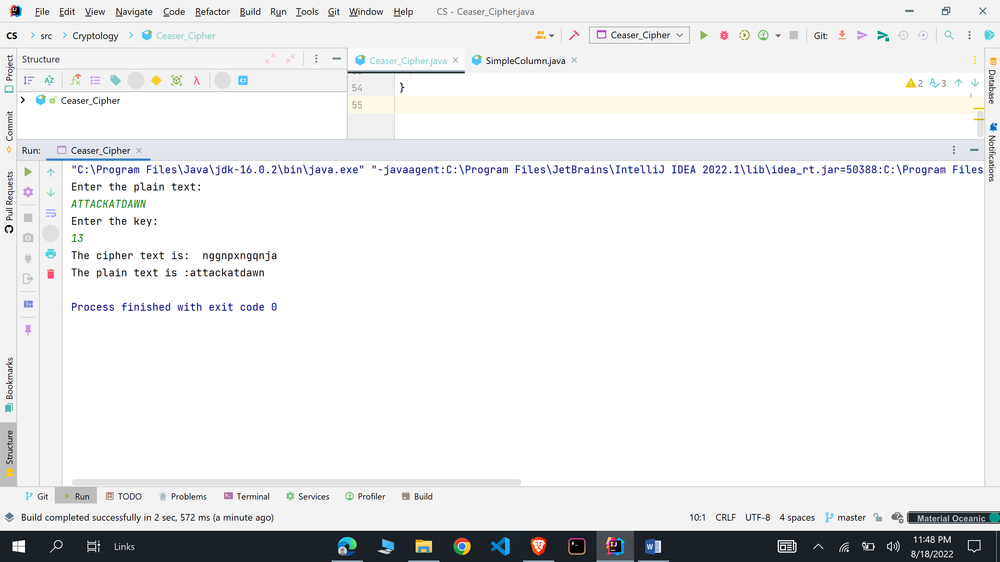 File Edit View Navigate Code Refactor Build Run Tools Git Window Help CS - Ceaser_Cipher.java
CS src Cryptology Ceaser_Cipher Ceaser_Cipher Git:
Project
Commit
Pull Requests
Bookmarks
Structure
Structure
Ceaser_Cipher
Ceaser_Cipher.java SimpleColumn.java
54 } 2 3
55
Database
Notifications
Run: Ceaser_Cipher
"C:\Program Files\Java\jdk-16.0.2\bin\java.exe" "-javaagent:C:\Program Files\JetBrains\IntelliJ IDEA 2022.1\lib\idea_rt.jar=50388:C:\Program Files
Enter the plain text:
ATTACKATDAWN
Enter the key:
13
The cipher text is:  nggnpxngqnja
The plain text is :attackatdawn
Process finished with exit code 0
Git Run TODO Problems Terminal Services Profiler Build
Build completed successfully in 2 sec, 572 ms (a minute ago) 10:1 CRLF UTF-8 4 spaces master Material Oceanic
Links 11:48 PM
8/18/2022